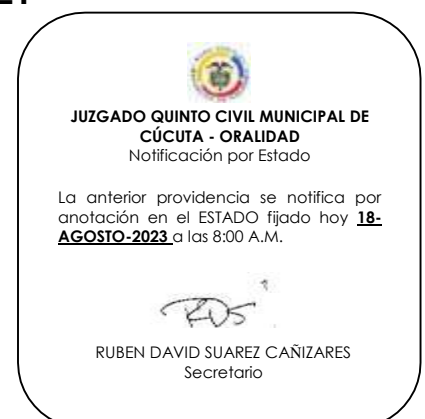 JUZGADO QUINTO CIVIL MUNICIPAL DE
CÚCUTA - ORALIDAD
Notificación por Estado
La anterior providencia se notifica por
anotación en el ESTADO fijado hoy 18-
AGOSTO-2023 a las 8:00 A.M.
RUBEN DAVID SUAREZ CAÑIZARES
Secretario